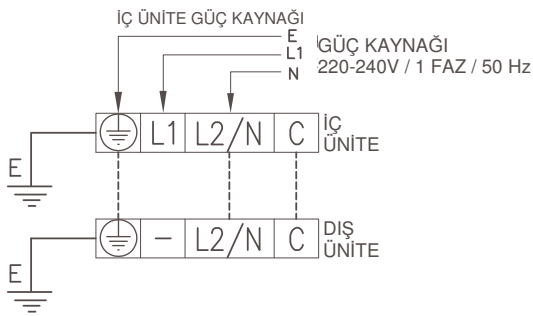 İÇ ÜNİTE GÜÇ KAYNAĞI
E
L1
N
GÜÇ KAYNAĞI
220-240V / 1 FAZ / 50 Hz
L1 L2/N C
İÇ
ÜNİTE
E
- L2/N C
DIŞ
ÜNİTE
E